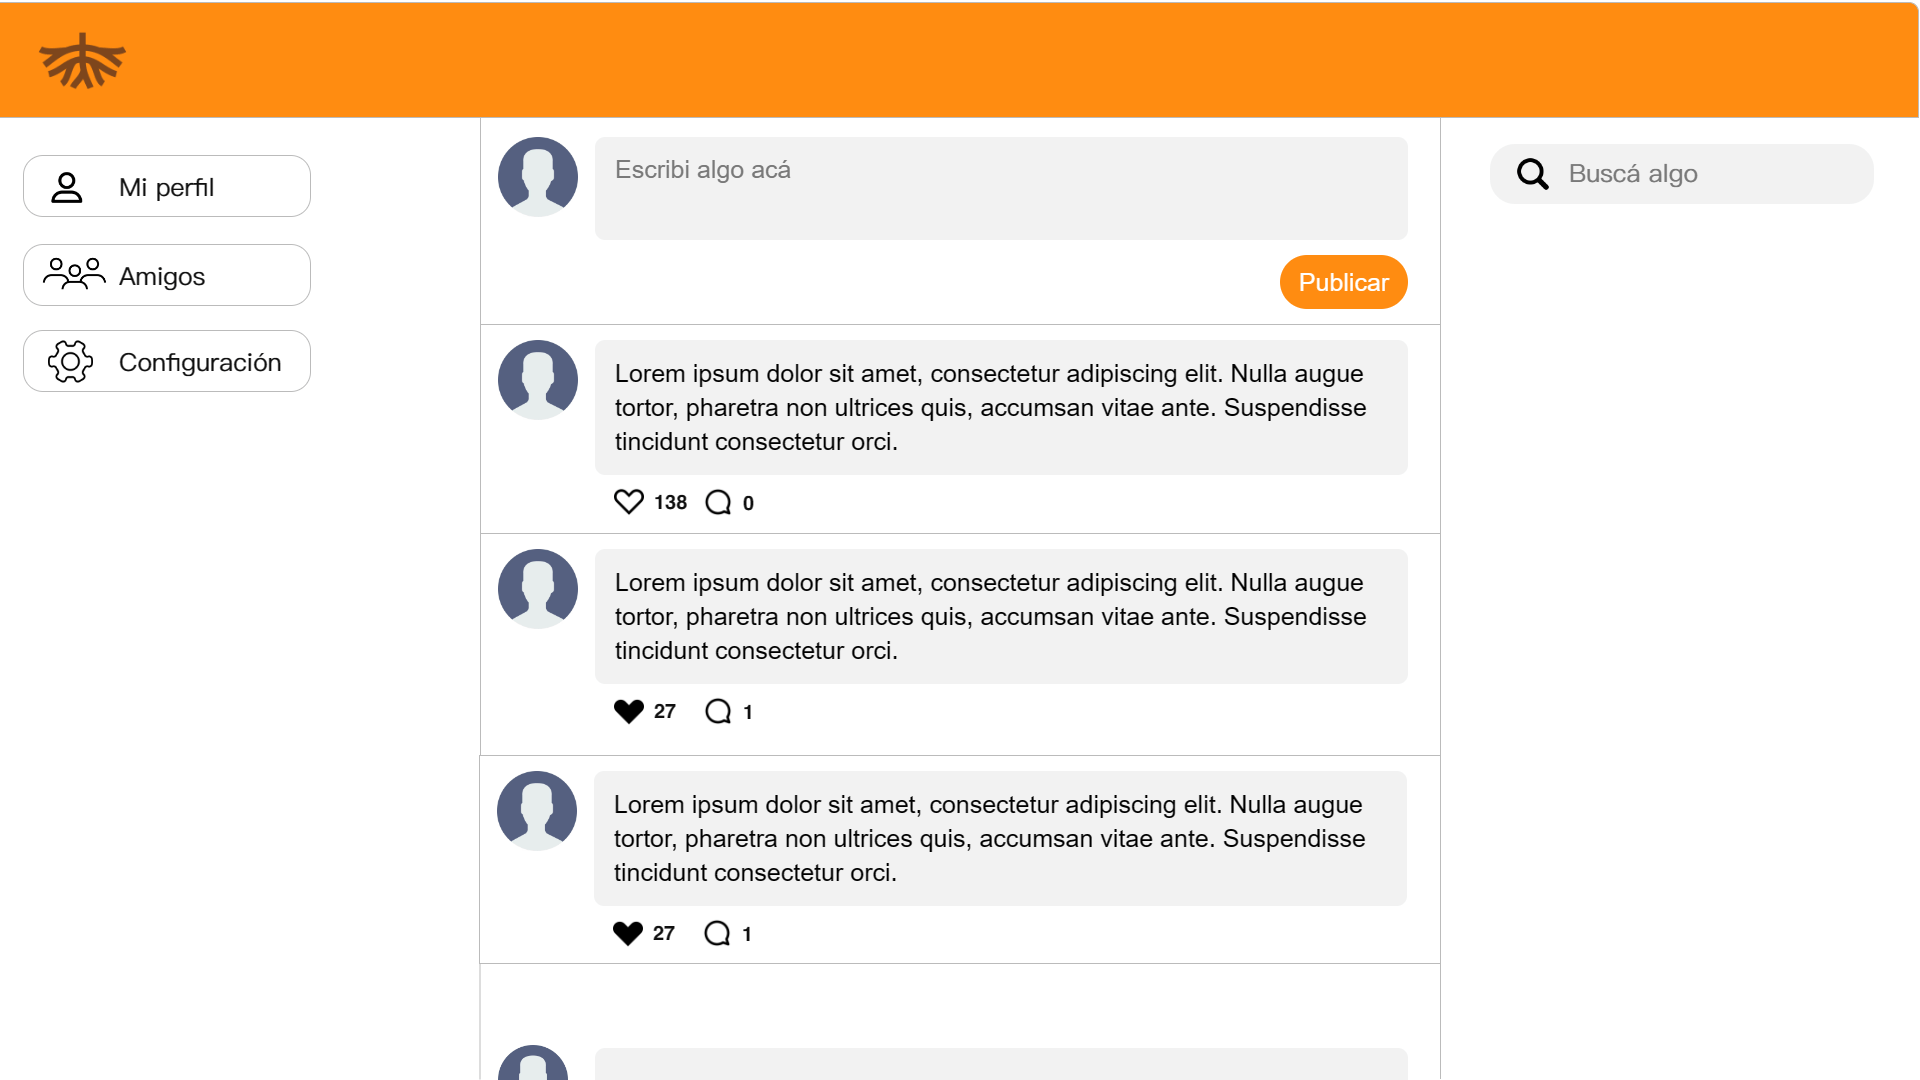 Mi perfil
Amigos
Configuración
Escribi algo acá
Publicar
Lorem ipsum dolor sit amet, consectetur adipiscing elit. Nulla augue
tortor, pharetra non ultrices quis, accumsan vitae ante. Suspendisse
tincidunt consectetur orci.
138 0
Lorem ipsum dolor sit amet, consectetur adipiscing elit. Nulla augue
tortor, pharetra non ultrices quis, accumsan vitae ante. Suspendisse
tincidunt consectetur orci.
27 1
Lorem ipsum dolor sit amet, consectetur adipiscing elit. Nulla augue
tortor, pharetra non ultrices quis, accumsan vitae ante. Suspendisse
tincidunt consectetur orci.
27 1
Buscá algo